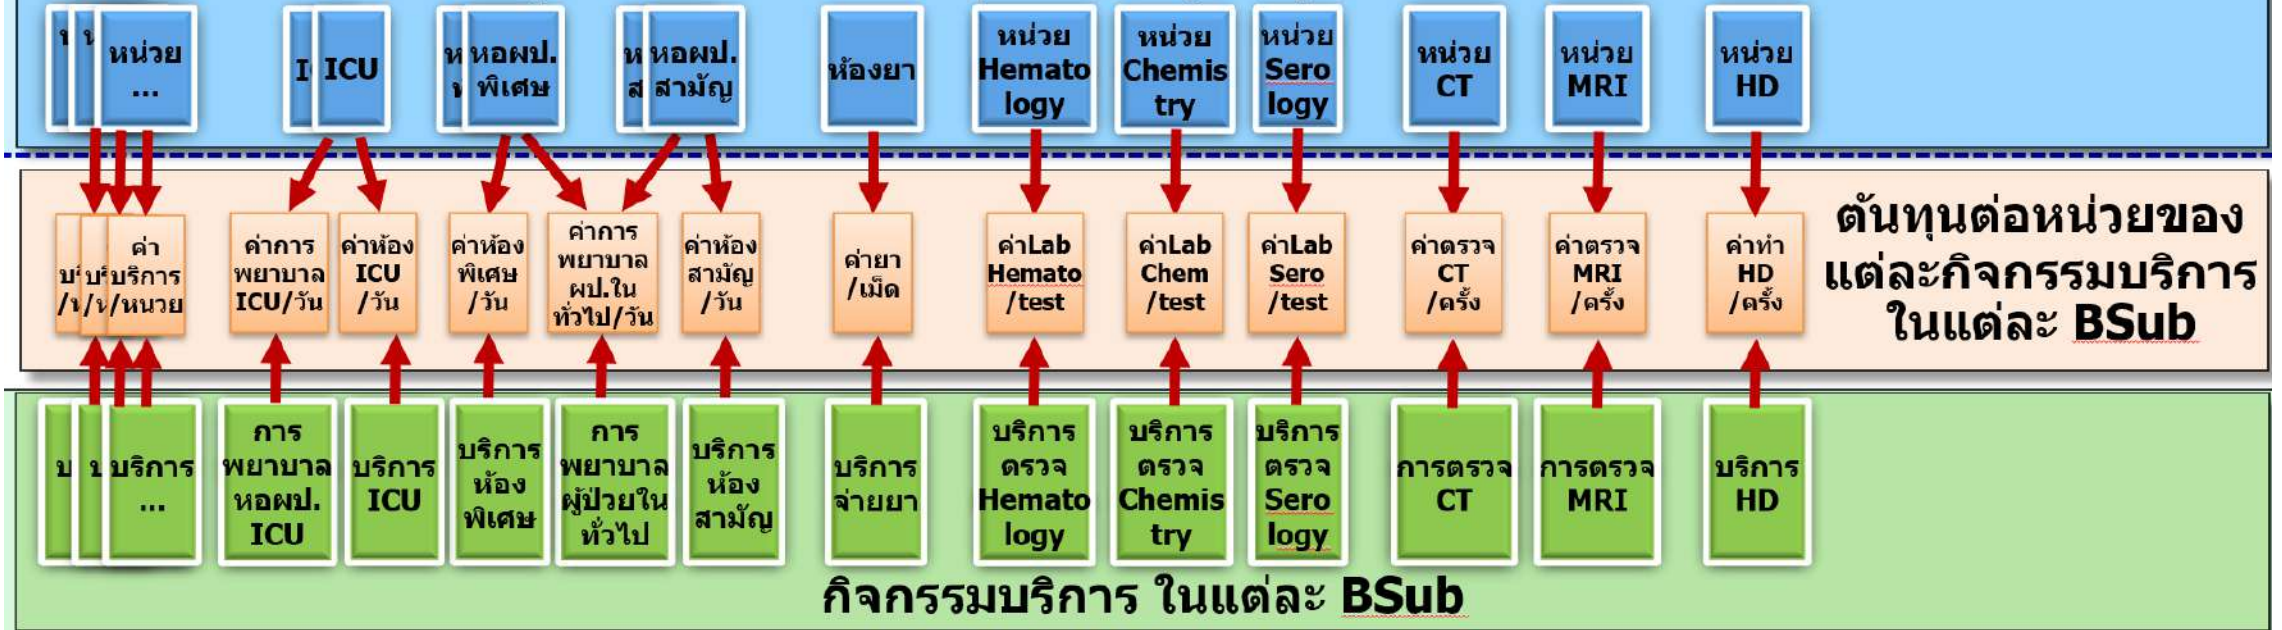 หน่วย
...
ICU
หอผป.
พิเศษ
หอผป.
สามัญ
ห้องยา
หน่วย
Hemato
logy
หน่วย
Chemis
try
หน่วย
Sero
logy
หน่วย
CT
หน่วย
MRI
หน่วย
HD
ค่า
บริการ
/หนวย
ค่าการ
พยาบาล
ICU/วัน
ค่าห้อง
ICU
/วัน
ค่าห้อง
พิเศษ
/วัน
ค่าการ
พยาบาล
ผป.ใน
ทั่วไป/วัน
ค่าห้อง
สามัญ
/วัน
ค่ายา
/เม็ด
ค่าLab
Hemato
/test
ค่าLab
Chem
/test
ค่าLab
Sero
/test
ค่าตรวจ
CT
/ครั้ง
ค่าตรวจ
MRI
/ครั้ง
ค่าทำ
HD
/ครั้ง
ต้นทุนต่อหน่วยของ
แต่ละกิจกรรมบริการ
ในแต่ละ BSub
บริการ
...
การ
พยาบาล
หอผป.
ICU
บริการ
ICU
บริการ
ห้อง
พิเศษ
การ
พยาบาล
ผู้ป่วยใน
ทั่วไป
บริการ
ห้อง
สามัญ
บริการ
จ่ายยา
บริการ
ตรวจ
Hemato
logy
บริการ
ตรวจ
Chemis
try
บริการ
ตรวจ
Sero
logy
การตรวจ
CT
การตรวจ
MRI
บริการ
HD
กิจกรรมบริการ ในแต่ละ BSub